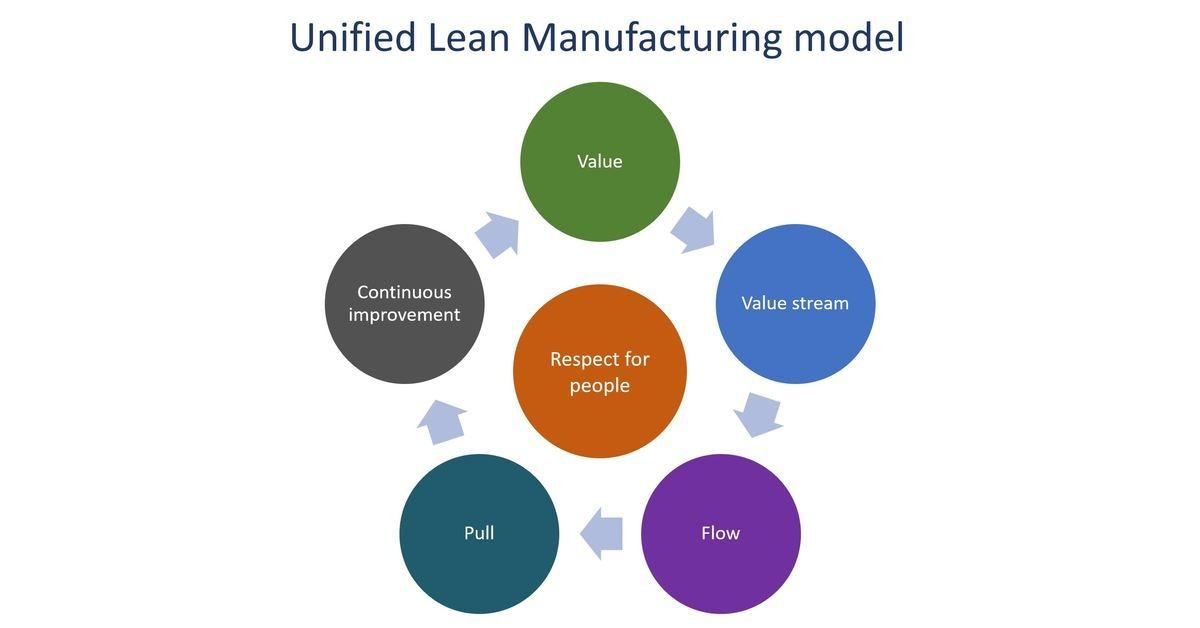 Unified Lean Manufacturing model
Value
Value stream
Flow
Pull
Continuous
improvement
Respect for
people